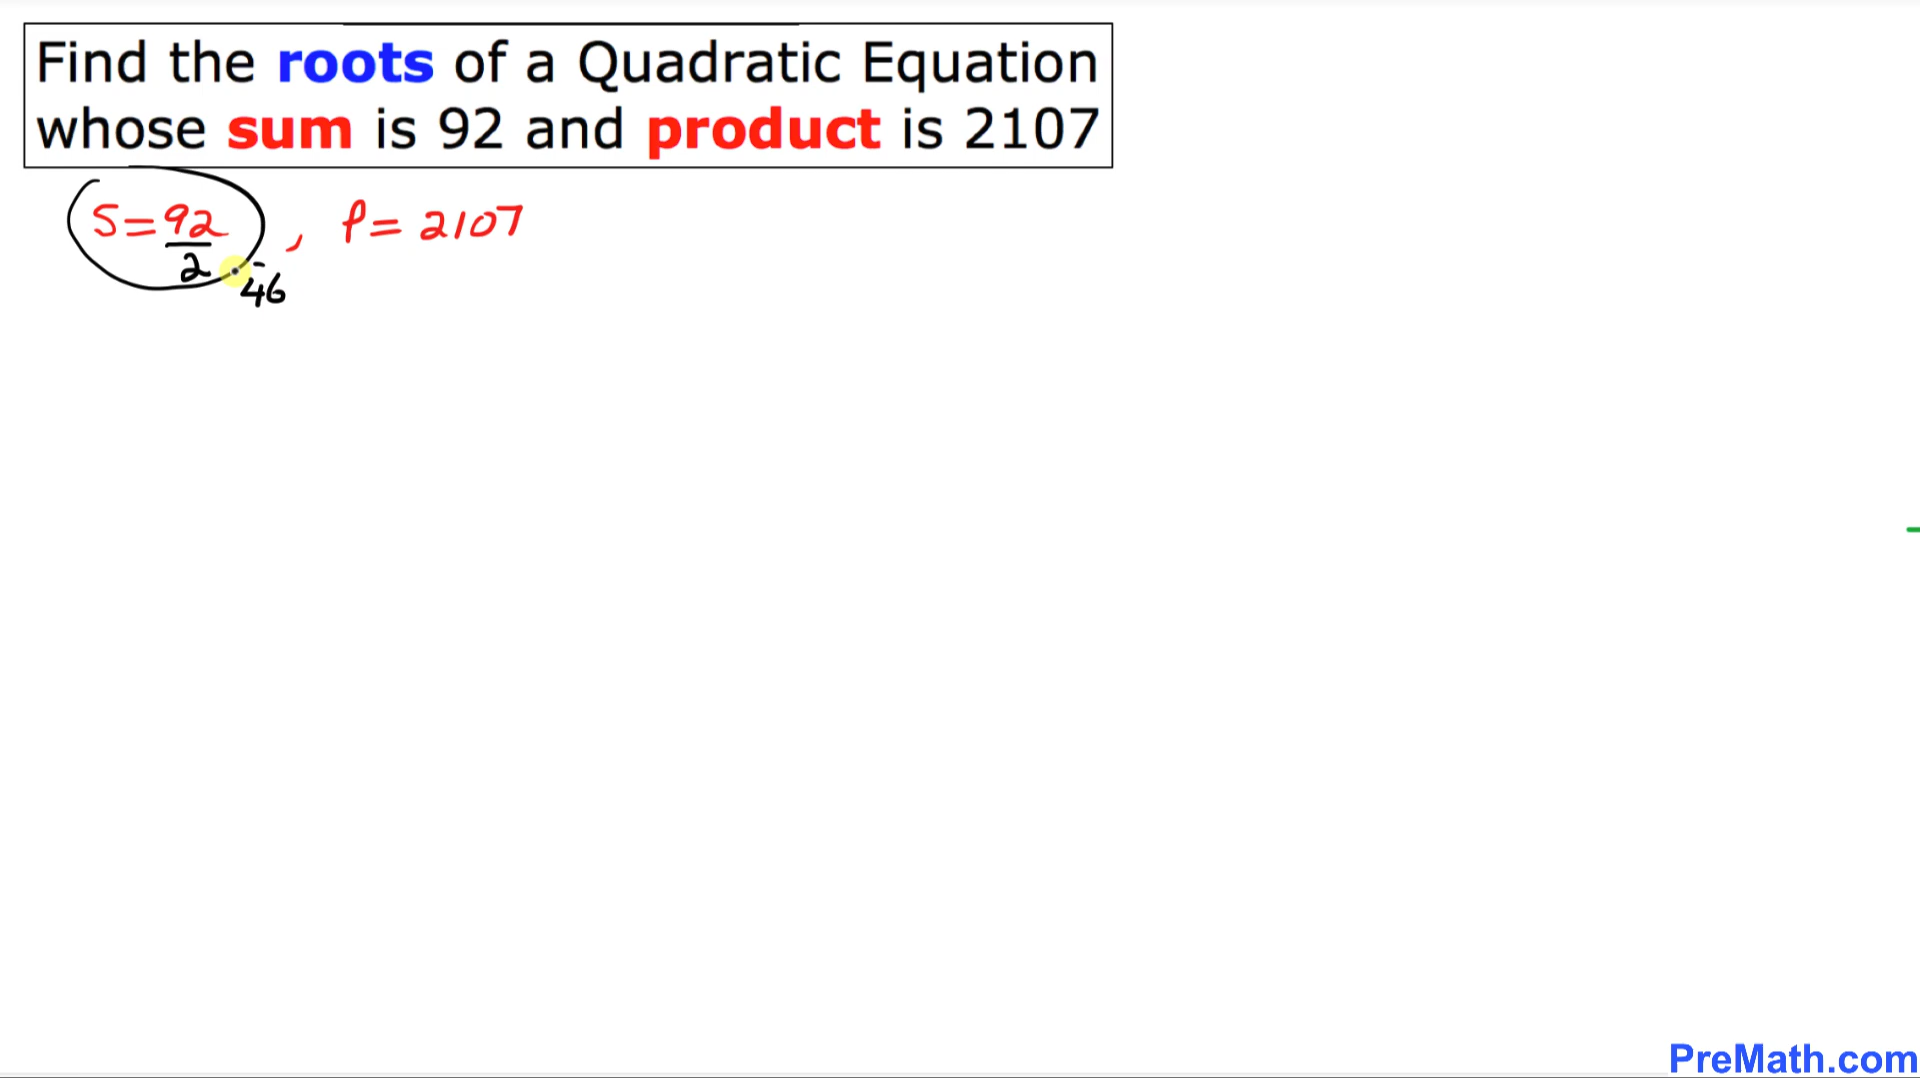 Find the roots of a Quadratic Equation
whose sum is 92 and product is 2107
S=92/2, P= 2107
46
PreMath.com